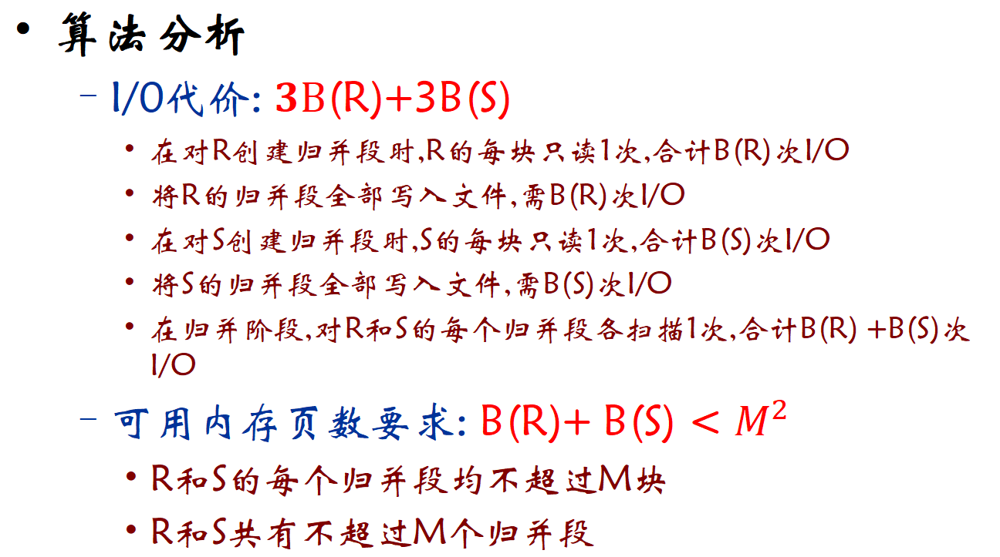 • 算法分析
– I/O代价: 3B(R)+3B(S)
• 在对R创建归并段时,R的每块只读1次,合计B(R)次I/O
• 将R的归并段全部写入文件,需B(R)次I/O
• 在对S创建归并段时,S的每块只读1次,合计B(S)次I/O
• 将S的归并段全部写入文件,需B(S)次I/O
• 在归并阶段,对R和S的每个归并段各扫描1次,合计B(R) +B(S)次
I/O
– 可用内存页数要求: B(R)+ B(S) < M²
• R和S的每个归并段均不超过M块
• R和S共有不超过M个归并段